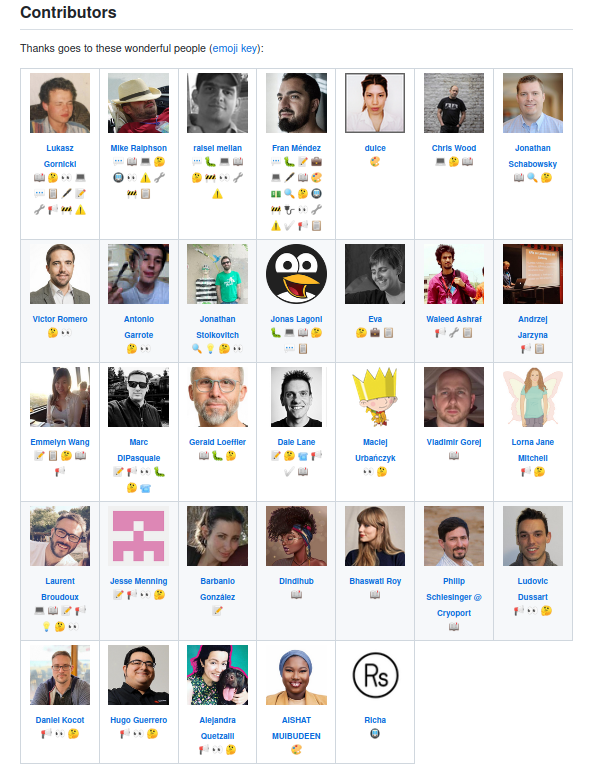 Contributors
Thanks goes to these wonderful people (emoji key):
Lukasz
Gornicki
Mike Ralphson
raisel melian
Fran Méndez
dulce
Chris Wood
Jonathan
Schabowsky
Victor Romero
Antonio
Garrote
Jonathan
Stoikovitch
Jonas Lagoni
Eva
Waleed Ashraf
Andrzej
Jarzyna
Emmelyn Wang
Marc
DiPasquale
Gerald Loeffler
Dale Lane
Maciej
Urbańczyk
Vladimir Gorej
Lorna Jane
Mitchell
Laurent
Broudoux
Jesse Menning
Barbanio
González
Dindihub
Bhaswati Roy
Philip
Schlesinger @
Cryoport
Ludovic
Dussart
Daniel Kocot
Hugo Guerrero
Alejandra
Quetzalli
AISHAT
MUIBUDEEN
Rs
Richa